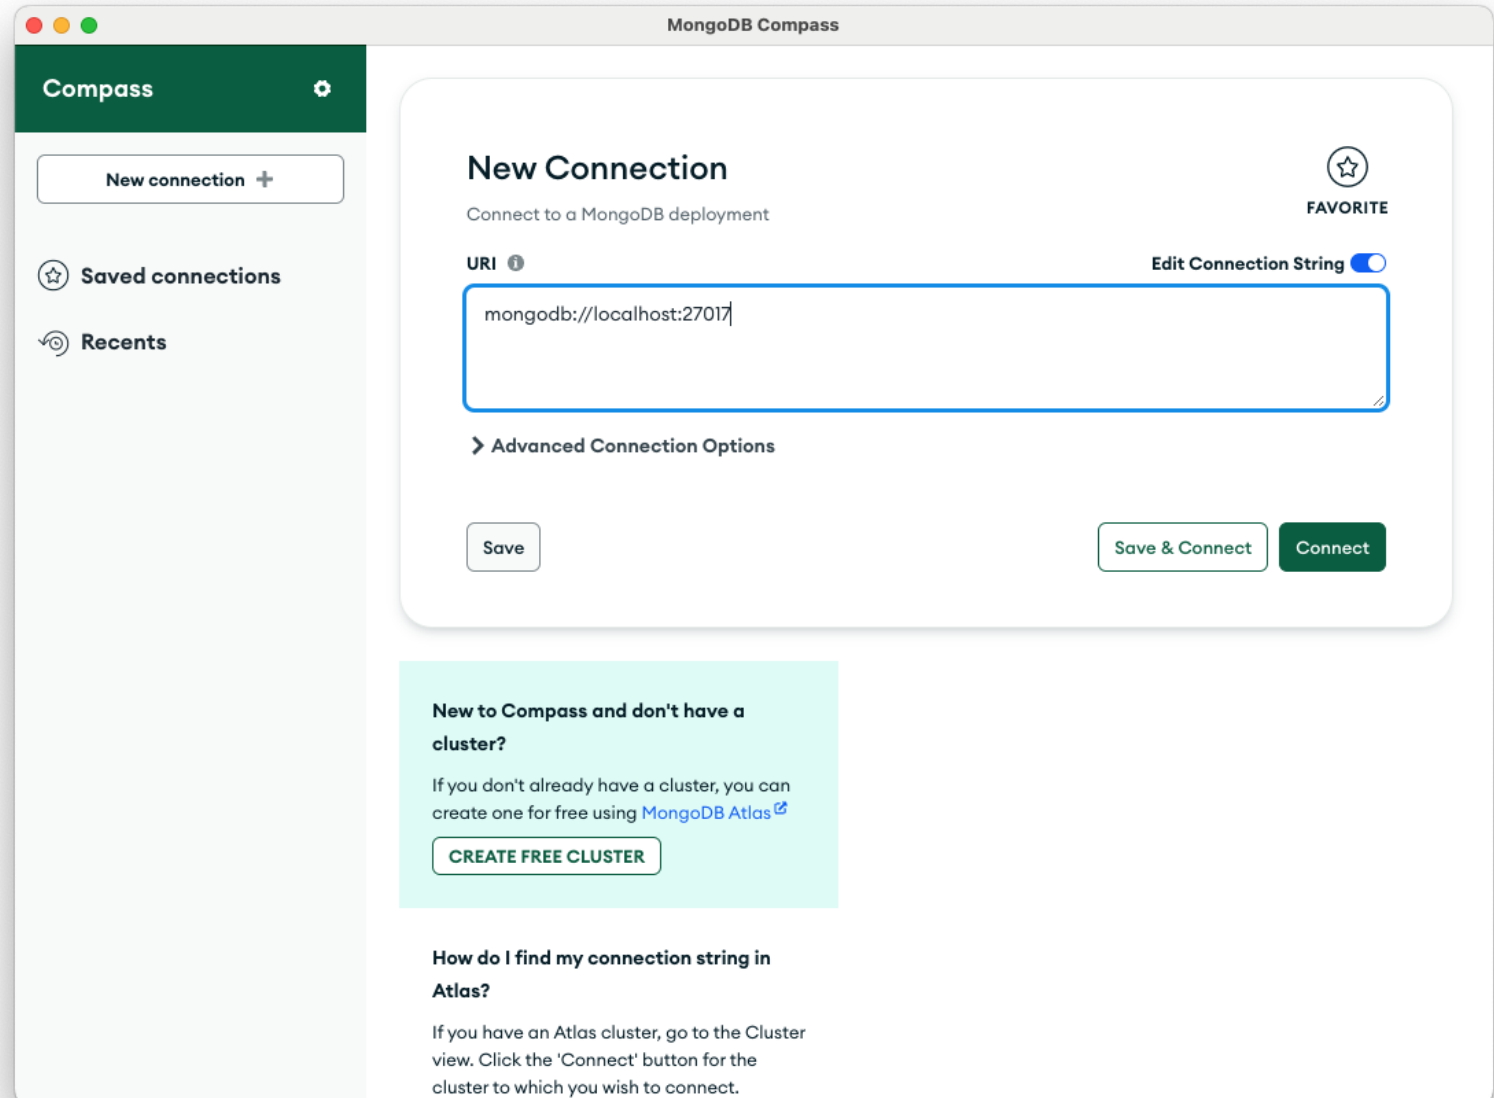 MongoDB Compass
Compass
New connection
Saved connections
Recents
New Connection
Connect to a MongoDB deployment
FAVORITE
URI
Edit Connection String
mongodb://localhost:27017
Advanced Connection Options
Save
Save & Connect
Connect
New to Compass and don't have a
cluster?
If you don't already have a cluster, you can
create one for free using MongoDB Atlas
CREATE FREE CLUSTER
How do I find my connection string in
Atlas?
If you have an Atlas cluster, go to the Cluster
view. Click the 'Connect' button for the
cluster to which you wish to connect.